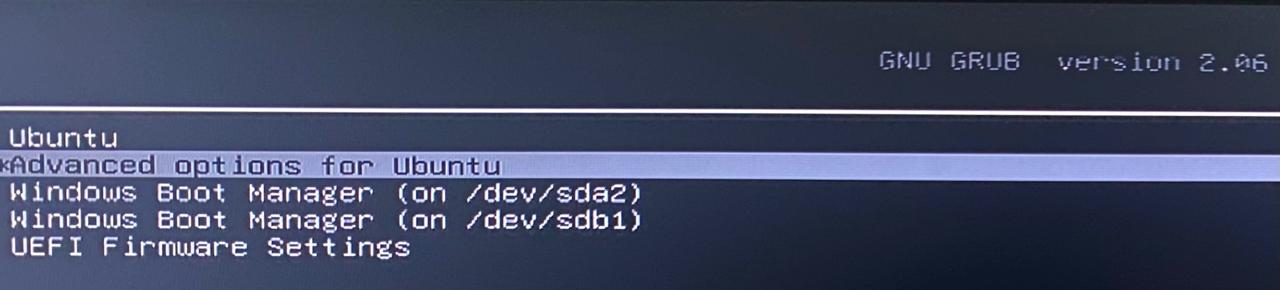 GNU GRUB version 2.06
Ubuntu
*Advanced options for Ubuntu
Windows Boot Manager (on /dev/sda2)
Windows Boot Manager (on /dev/sdb1)
UEFI Firmware Settings